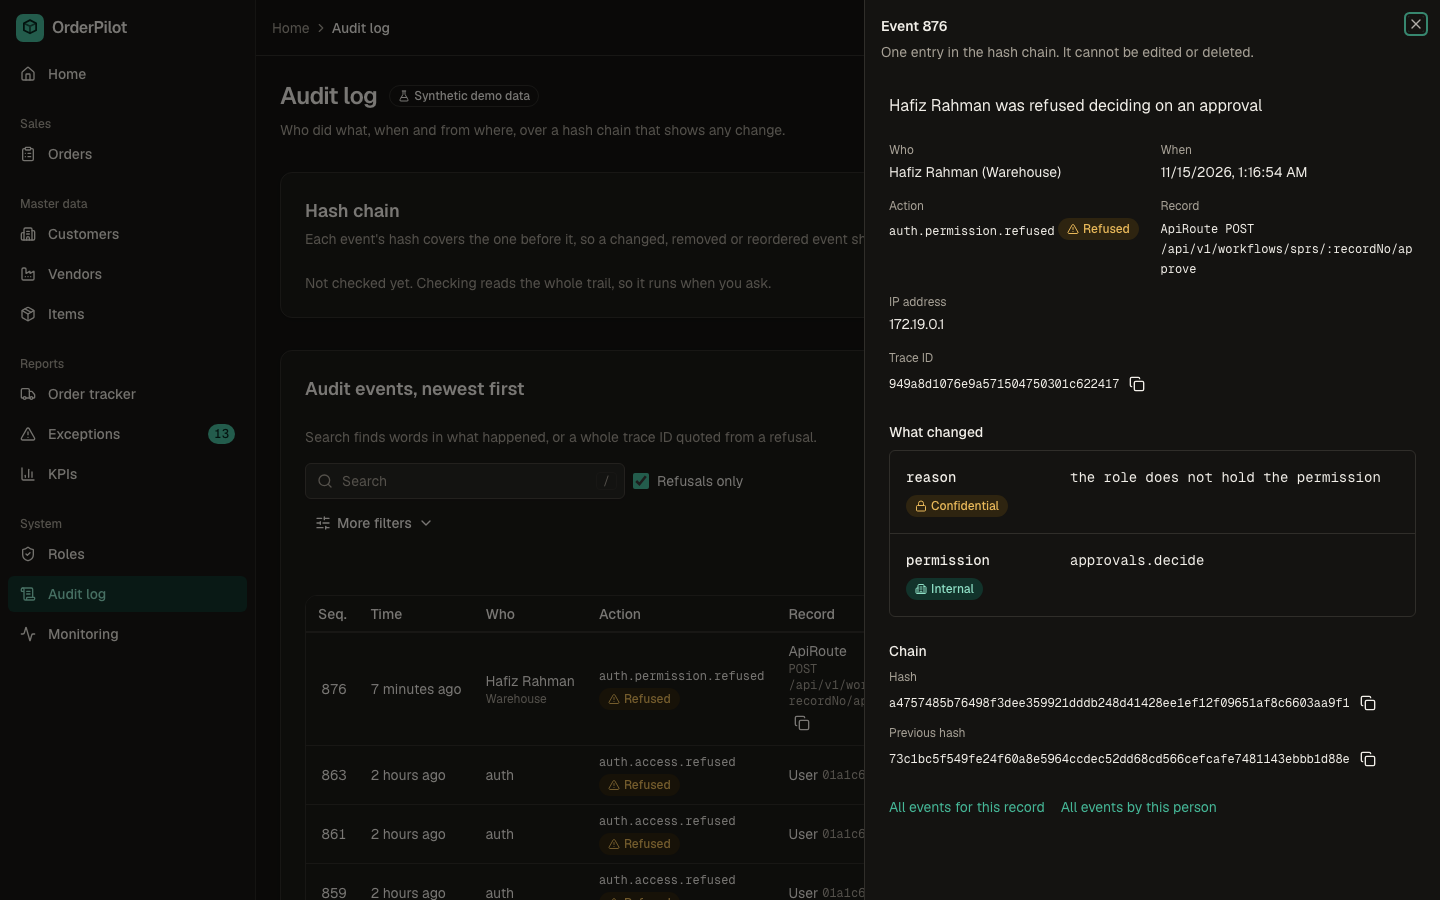 OrderPilot
Home
Sales
Orders
Master data
Customers
Vendors
Items
Reports
Order tracker
Exceptions 13
KPIs
System
Roles
Audit log
Monitoring
Home > Audit log
Audit log Synthetic demo data
Who did what, when and from where, over a hash chain that shows any change.
Hash chain
Each event's hash covers the one before it, so a changed, removed or reordered event sh
Not checked yet. Checking reads the whole trail, so it runs when you ask.
Audit events, newest first
Search finds words in what happened, or a whole trace ID quoted from a refusal.
Search / Refusals only
More filters
Seq. Time Who Action Record
876 7 minutes ago Hafiz Rahman Warehouse auth.permission.refused Refused ApiRoute
POST
/api/v1/wor
recordNo/ap
863 2 hours ago auth auth.access.refused Refused User 01a1c6
861 2 hours ago auth auth.access.refused Refused User 01a1c6
859 2 hours ago auth auth.access.refused Refused User 01a1c6
Event 876
One entry in the hash chain. It cannot be edited or deleted.
Hafiz Rahman was refused deciding on an approval
Who
Hafiz Rahman (Warehouse)
When
11/15/2026, 1:16:54 AM
Action
auth.permission.refused Refused
Record
ApiRoute POST
/api/v1/workflows/sprs/:recordNo/ap
prove
IP address
172.19.0.1
Trace ID
949a8d1076e9a571504750301c622417
What changed
reason the role does not hold the permission
Confidential
permission approvals.decide
Internal
Chain
Hash
a4757485b76498f3dee359921dddb248d41428ee1ef12f09651af8c6603aa9f1
Previous hash
73c1bc5f549fe24f60a8e5964ccdec52dd68cd566cefcafe7481143ebbb1d88e
All events for this record All events by this person